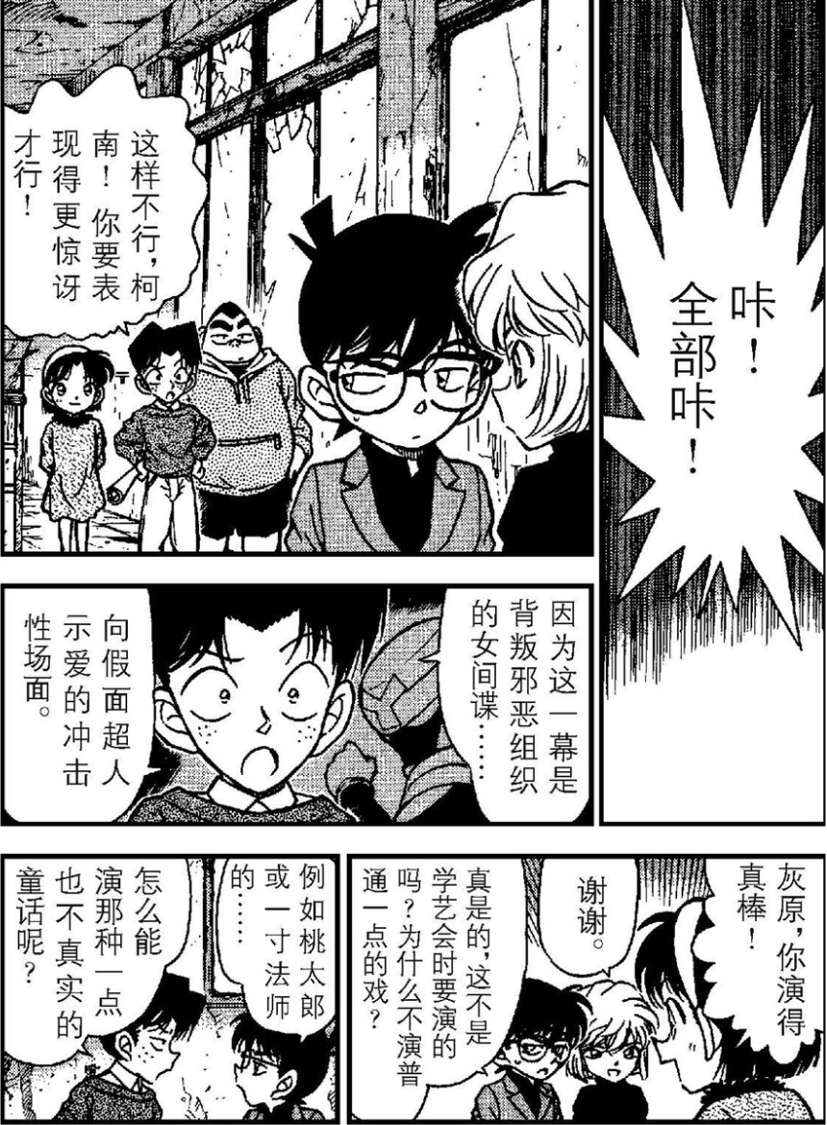 咔！
全部咔！
这样不行，柯
南！你要表
现得更惊讶
才行！
因为这一幕是
背叛邪恶组织
的女间谍……
向假面超人
示爱的冲击
性场面。
灰原，你演得
真棒！
谢谢。
真是的，这不是
学艺会时要演的
吗？为什么不演普
通一点的戏？
例如桃太郎
或一寸法师
的……
怎么能
演那种一点
也不真实的
童话呢？